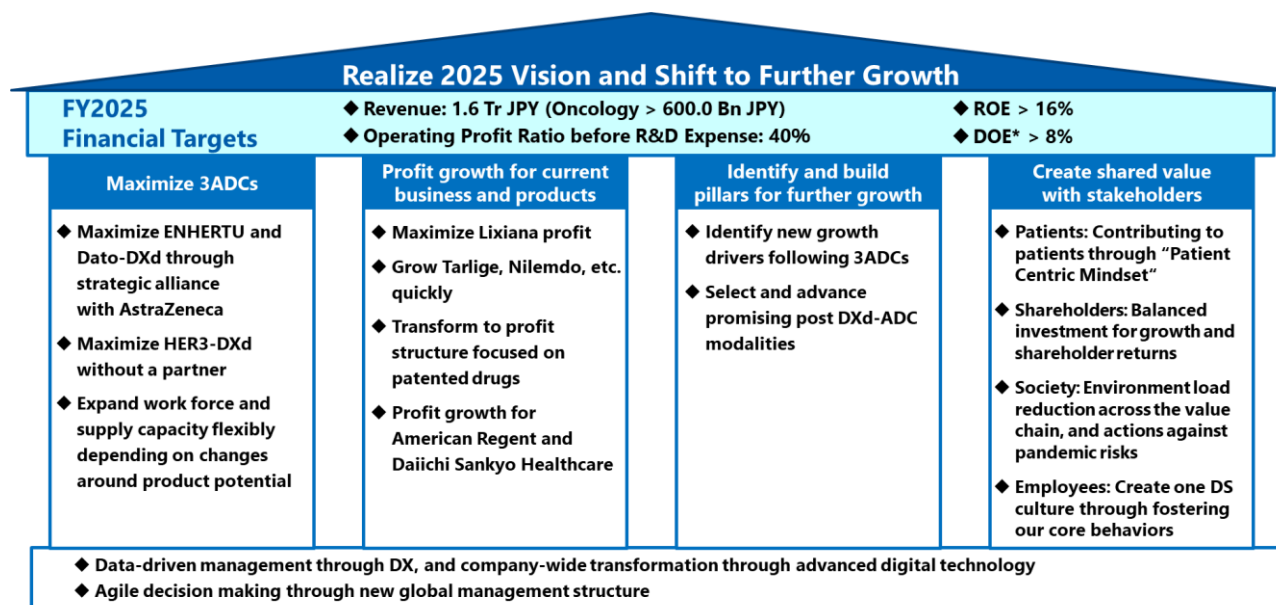 Realize 2025 Vision and Shift to Further Growth
FY2025
Financial Targets
◆ Revenue: 1.6 Tr JPY (Oncology > 600.0 Bn JPY)
◆ Operating Profit Ratio before R&D Expense: 40%
◆ ROE > 16%
◆ DOE* > 8%
Maximize 3ADCs
◆ Maximize ENHERTU and
Dato-DXd through
strategic alliance
with AstraZeneca
◆ Maximize HER3-DXd
without a partner
◆ Expand work force and
supply capacity flexibly
depending on changes
around product potential
Profit growth for current
business and products
◆ Maximize Lixiana profit
◆ Grow Tarlige, Nilemdo, etc.
quickly
◆ Transform to profit
structure focused on
patented drugs
◆ Profit growth for
American Regent and
Daiichi Sankyo Healthcare
Identify and build
pillars for further growth
◆ Identify new growth
drivers following 3ADCs
◆ Select and advance
promising post DXd-ADC
modalities
Create shared value
with stakeholders
◆ Patients: Contributing to
patients through “Patient
Centric Mindset“
◆ Shareholders: Balanced
investment for growth and
shareholder returns
◆ Society: Environment load
reduction across the value
chain, and actions against
pandemic risks
◆ Employees: Create one DS
culture through fostering
our core behaviors
◆ Data-driven management through DX, and company-wide transformation through advanced digital technology
◆ Agile decision making through new global management structure